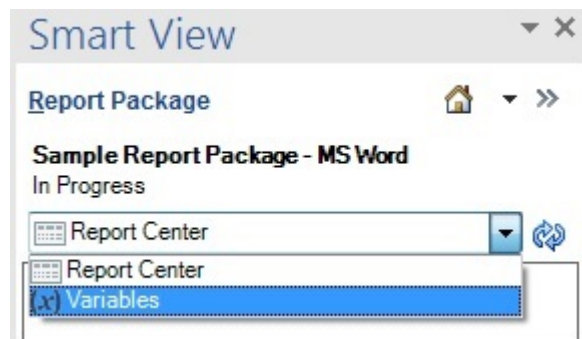 Smart View
Report Package
Sample Report Package - MS Word
In Progress
Report Center
Report Center
(x) Variables